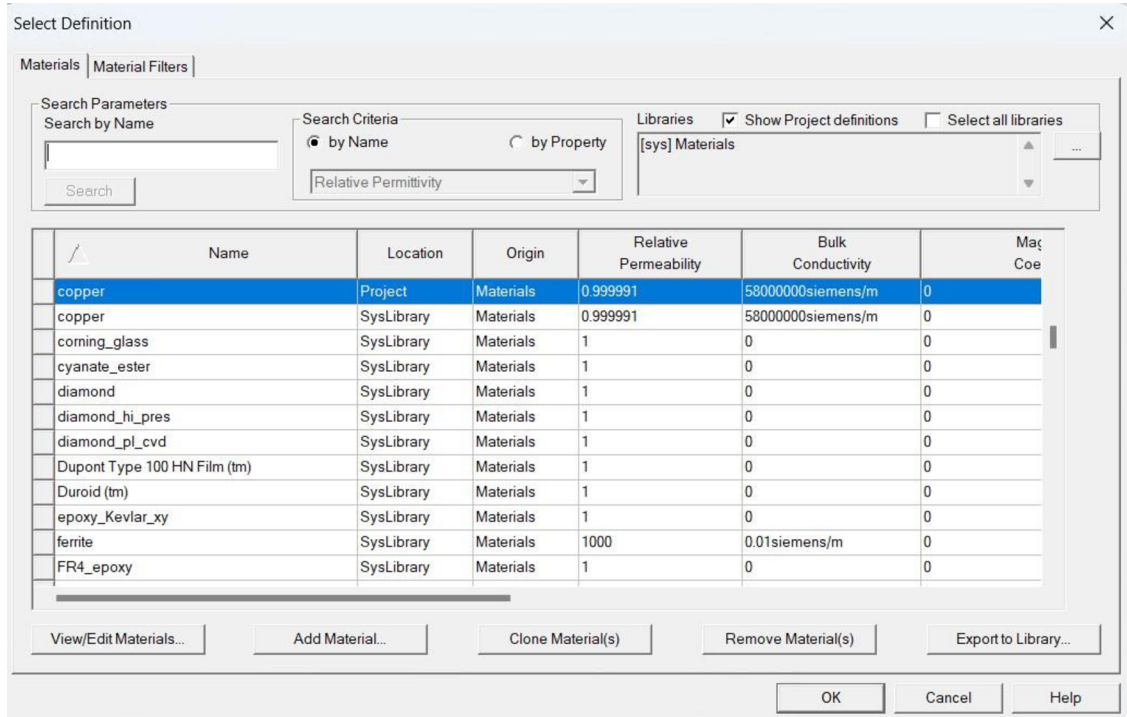 Select Definition
Materials Material Filters
Search Parameters
Search by Name
Search
Search Criteria
by Name by Property
Relative Permittivity
Libraries Show Project definitions Select all libraries
[sys] Materials
...
Name Location Origin Relative Permeability Bulk Conductivity Mag Coe
copper Project Materials 0.999991 58000000siemens/m 0
copper SysLibrary Materials 0.999991 58000000siemens/m 0
corning_glass SysLibrary Materials 1 0 0
cyanate_ester SysLibrary Materials 1 0 0
diamond SysLibrary Materials 1 0 0
diamond_hi_pres SysLibrary Materials 1 0 0
diamond_pl_cvd SysLibrary Materials 1 0 0
Dupont Type 100 HN Film (tm) SysLibrary Materials 1 0 0
Duroid (tm) SysLibrary Materials 1 0 0
epoxy_Kevlar_xy SysLibrary Materials 1 0 0
ferrite SysLibrary Materials 1000 0.01siemens/m 0
FR4_epoxy SysLibrary Materials 1 0 0
View/Edit Materials... Add Material... Clone Material(s) Remove Material(s) Export to Library...
OK Cancel Help